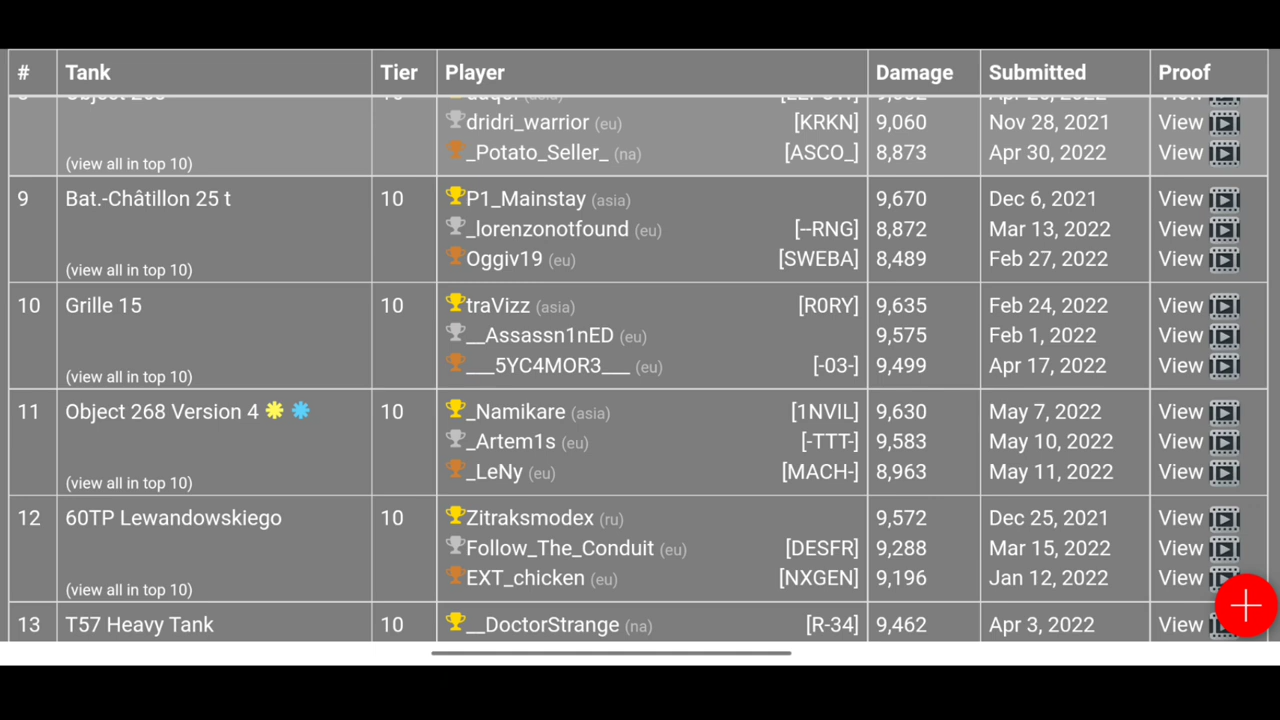 # Tank Tier Player Damage Submitted Proof
dridri_warrior (eu) [KRKN] 9,060 Nov 28, 2021 View
(view all in top 10) _Potato_Seller_ (na) [ASCO_] 8,873 Apr 30, 2022 View
9 Bat.-Châtillon 25 t 10 P1_Mainstay (asia) 9,670 Dec 6, 2021 View
_lorenzonotfound (eu) [--RNG] 8,872 Mar 13, 2022 View
(view all in top 10) Oggiv19 (eu) [SWEBA] 8,489 Feb 27, 2022 View
10 Grille 15 10 traVizz (asia) [R0RY] 9,635 Feb 24, 2022 View
__Assassn1nED (eu) 9,575 Feb 1, 2022 View
(view all in top 10) ___5YC4MOR3___ (eu) [-03-] 9,499 Apr 17, 2022 View
11 Object 268 Version 4 10 _Namikare (asia) [1NVIL] 9,630 May 7, 2022 View
_Artem1s (eu) [-TTT-] 9,583 May 10, 2022 View
(view all in top 10) _LeNy (eu) [MACH-] 8,963 May 11, 2022 View
12 60TP Lewandowskiego 10 Zitraksmodex (ru) 9,572 Dec 25, 2021 View
Follow_The_Conduit (eu) [DESFR] 9,288 Mar 15, 2022 View
(view all in top 10) EXT_chicken (eu) [NXGEN] 9,196 Jan 12, 2022 View
13 T57 Heavy Tank 10 __DoctorStrange (na) [R-34] 9,462 Apr 3, 2022 View